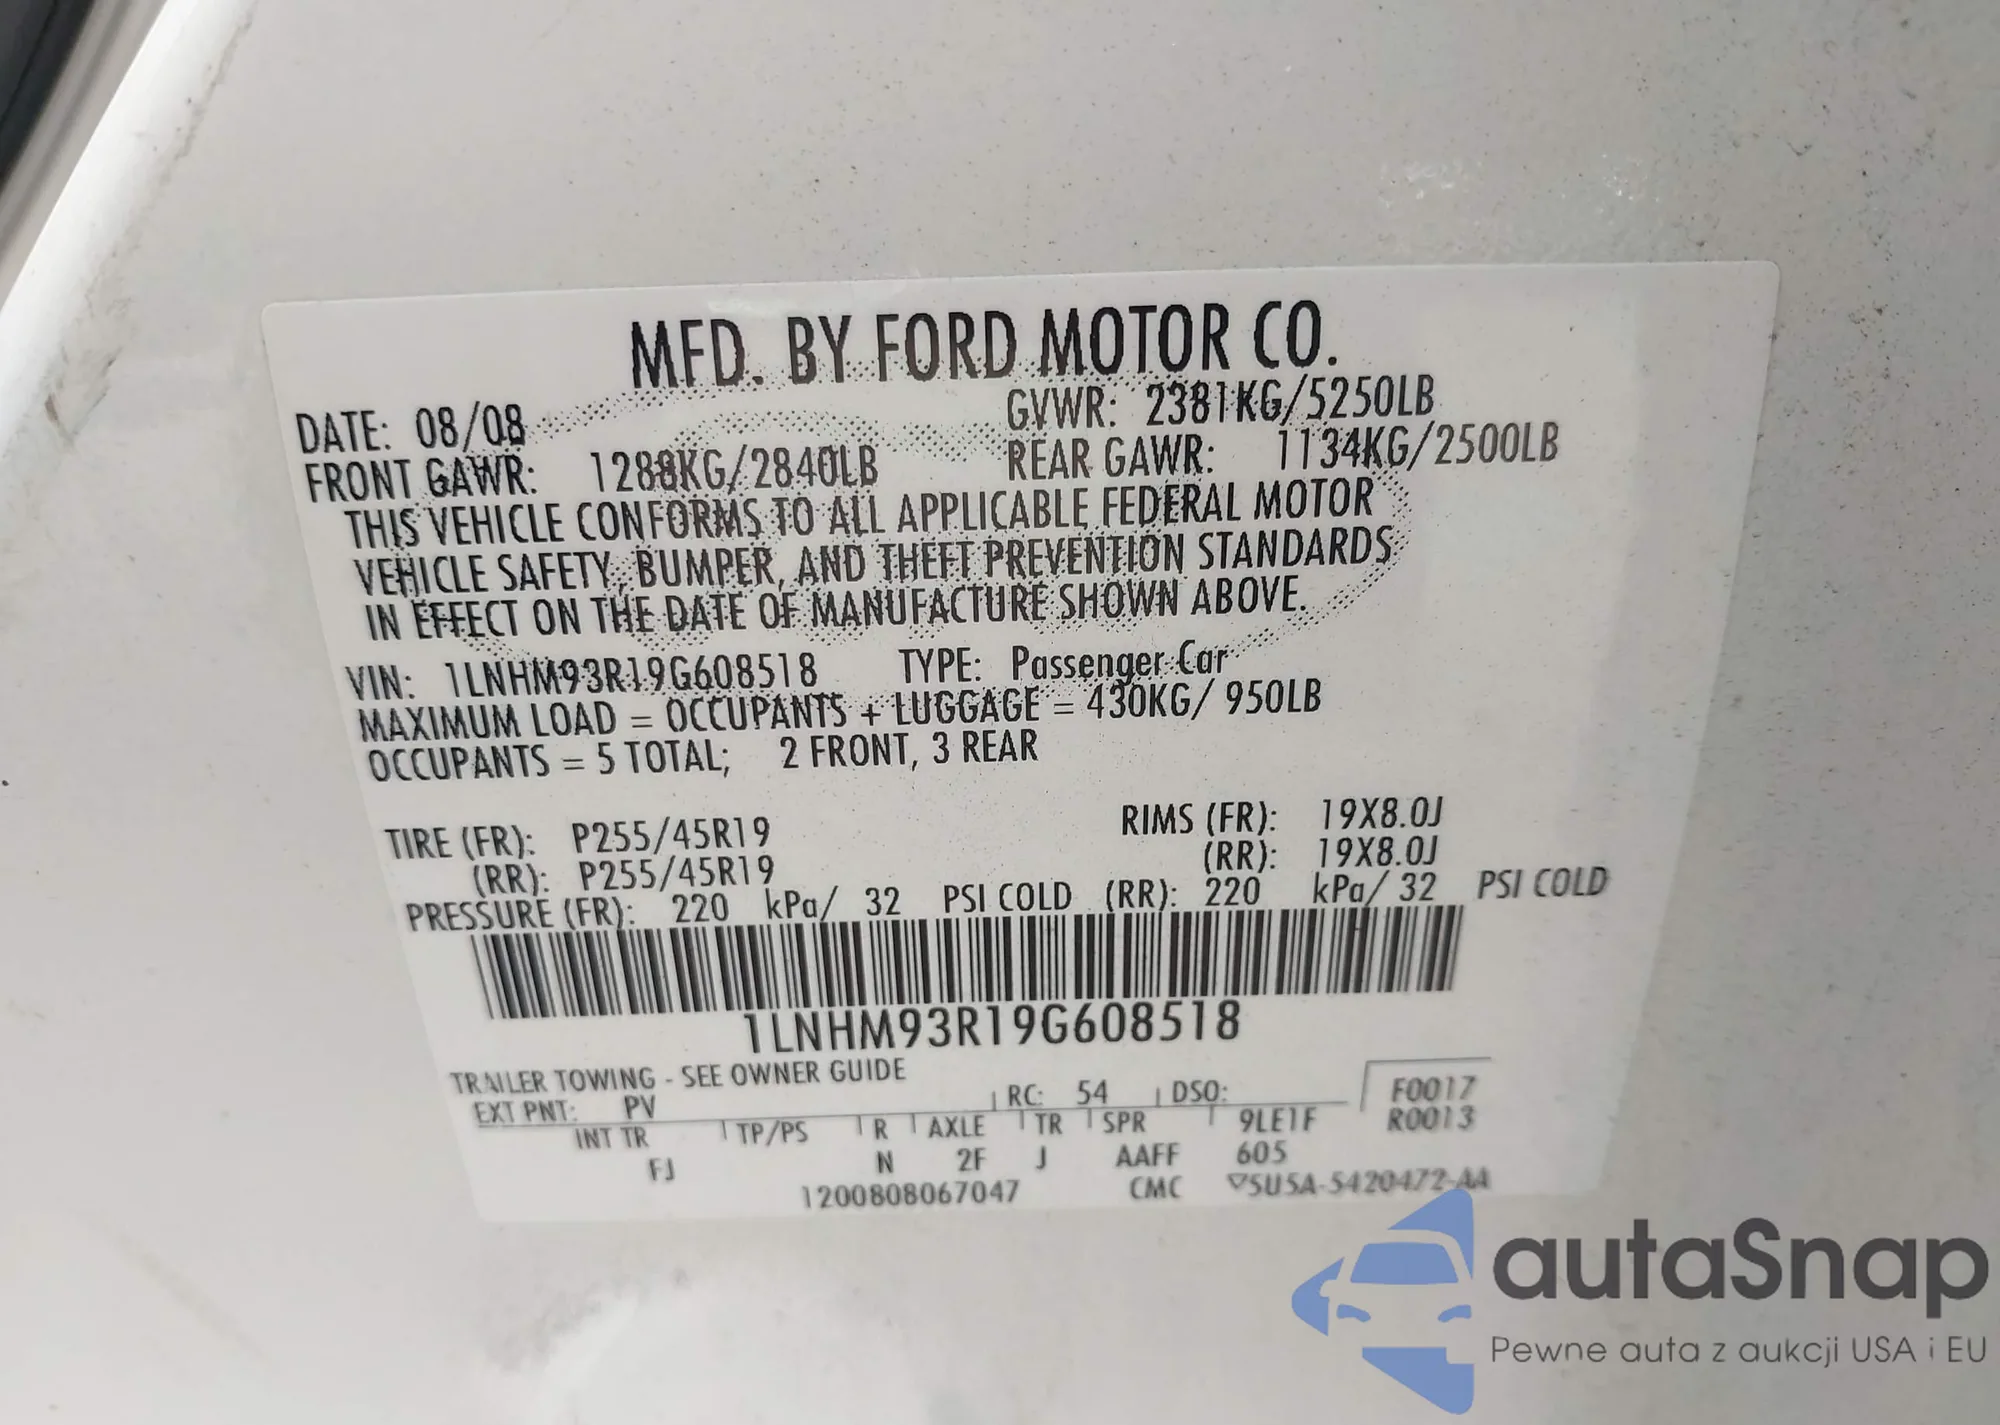 MFD. BY FORD MOTOR CO.
DATE: 08/08 GVWR: 2381KG/5250LB
FRONT GAWR: 1288KG/2840LB REAR GAWR: 1134KG/2500LB
THIS VEHICLE CONFORMS TO ALL APPLICABLE FEDERAL MOTOR
VEHICLE SAFETY, BUMPER, AND THEFT PREVENTION STANDARDS
IN EFFECT ON THE DATE OF MANUFACTURE SHOWN ABOVE.
VIN: 1LNHM93R19G608518 TYPE: Passenger Car
MAXIMUM LOAD = OCCUPANTS + LUGGAGE = 430KG/ 950LB
OCCUPANTS = 5 TOTAL; 2 FRONT, 3 REAR
TIRE (FR): P255/45R19 RIMS (FR): 19X8.0J
(RR): P255/45R19 (RR): 19X8.0J
PRESSURE (FR): 220 kPa/ 32 PSI COLD (RR): 220 kPa/ 32 PSI COLD
1LNHM93R19G608518
TRAILER TOWING - SEE OWNER GUIDE
EXT PNT: PV RC: 54 DSO: F0017
INT TR TP/PS R AXLE TR SPR 9LE1F R0013
FJ N 2F J AAFF 605
1200808067047 CMC ▽5U5A-5420472-AA
autaSnap
Pewne auta z aukcji USA i EU